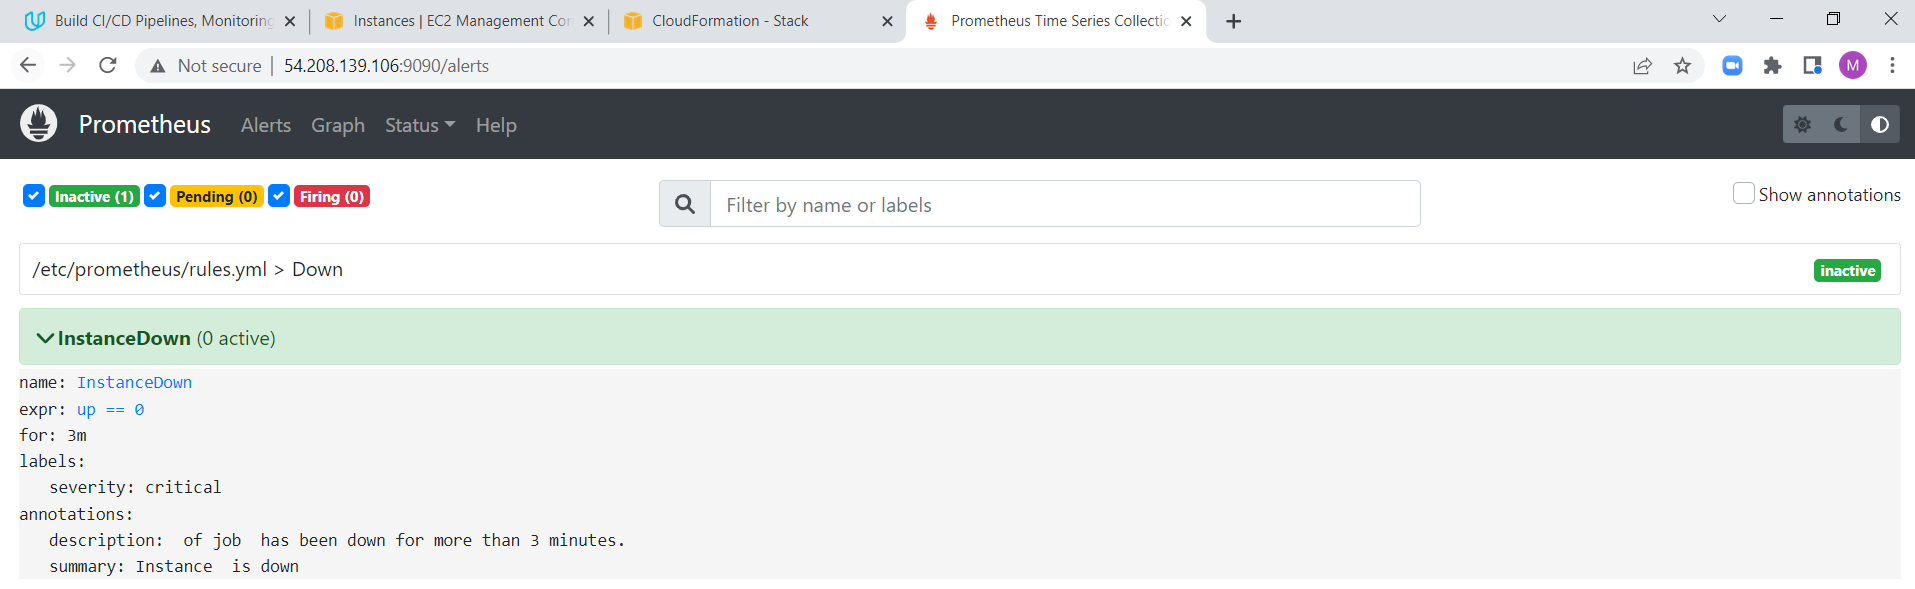 Build CI/CD Pipelines, Monitoring
Instances | EC2 Management Con
CloudFormation - Stack
Prometheus Time Series Collectio
Not secure | 54.208.139.106:9090/alerts
M
Prometheus Alerts Graph Status Help
Inactive (1) Pending (0) Firing (0)
Filter by name or labels
Show annotations
/etc/prometheus/rules.yml > Down
inactive
InstanceDown (0 active)
name: InstanceDown
expr: up == 0
for: 3m
labels:
severity: critical
annotations:
description:  of job  has been down for more than 3 minutes.
summary: Instance  is down